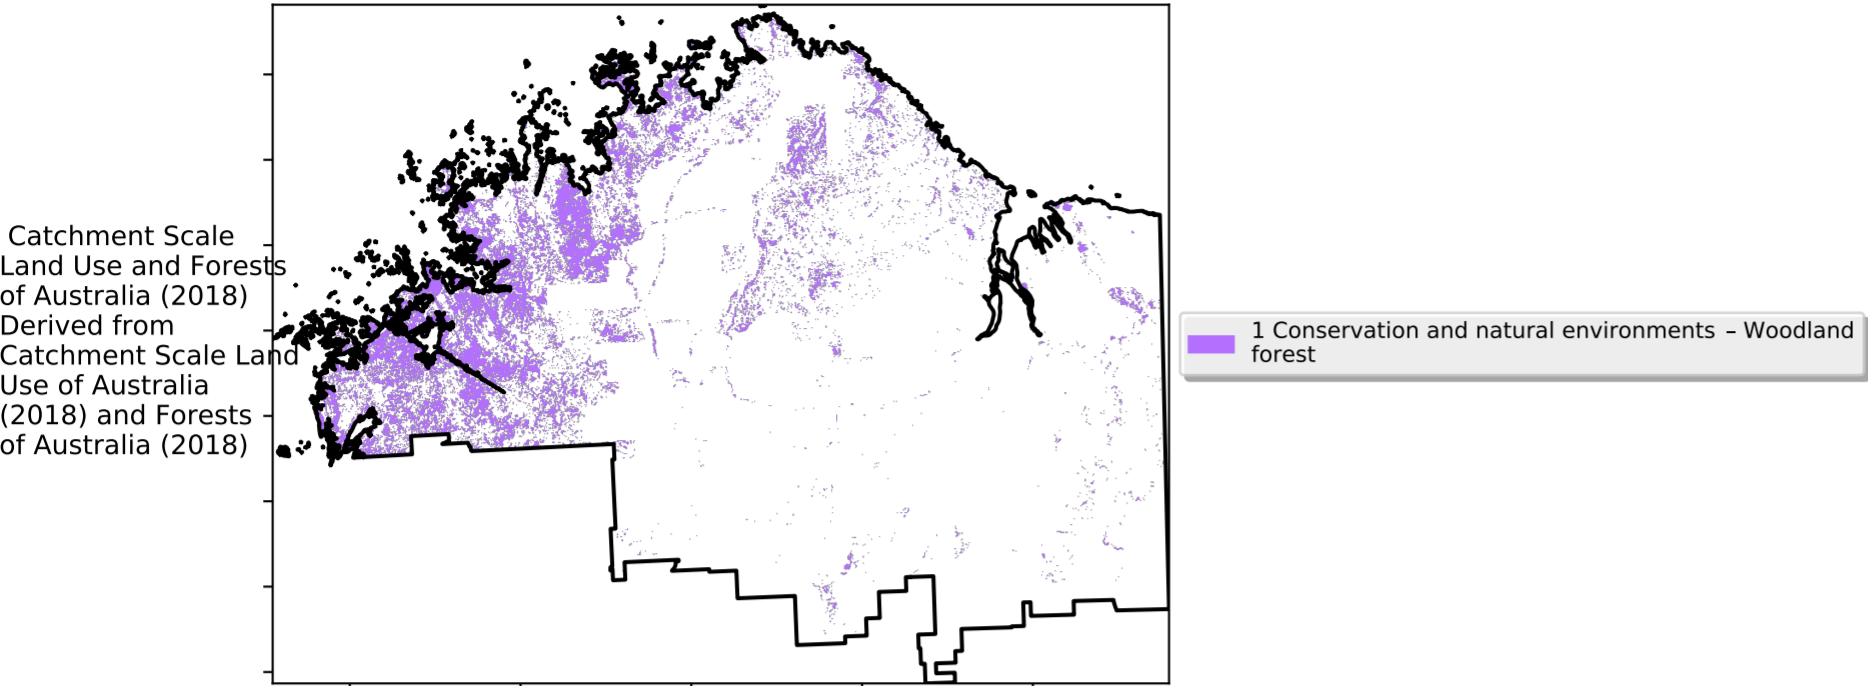 Catchment Scale
Land Use and Forests
of Australia (2018)
Derived from
Catchment Scale Land
Use of Australia
(2018) and Forests
of Australia (2018)
1 Conservation and natural environments – Woodland
forest